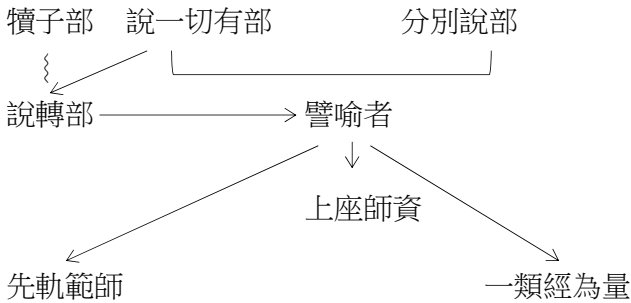 犢子部 說一切有部 分別說部
說轉部 譬喻者
上座師資
先軌範師 一類經為量